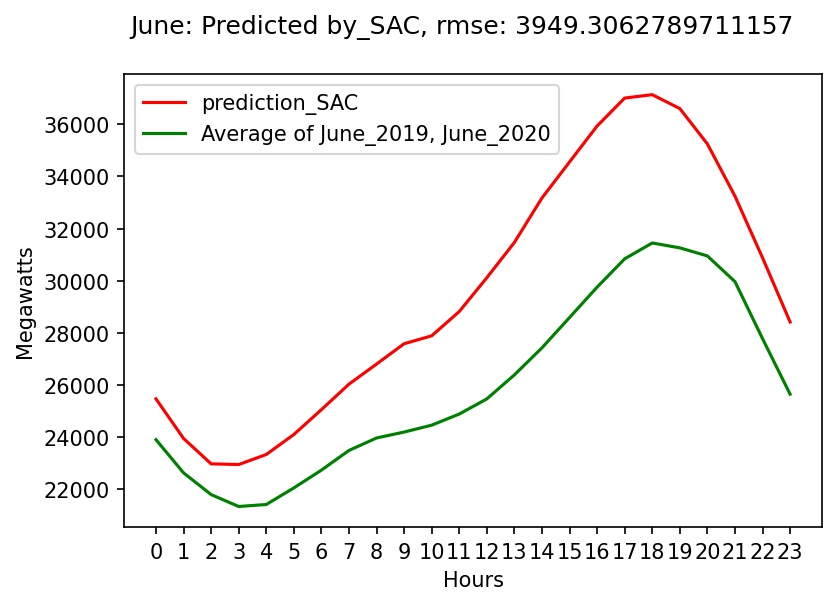 June: Predicted by_SAC, rmse: 3949.3062789711157
prediction_SAC
Average of June_2019, June_2020
36000
34000
32000
30000
28000
26000
24000
22000
Megawatts
0 1 2 3 4 5 6 7 8 9 10 11 12 13 14 15 16 17 18 19 20 21 22 23
Hours